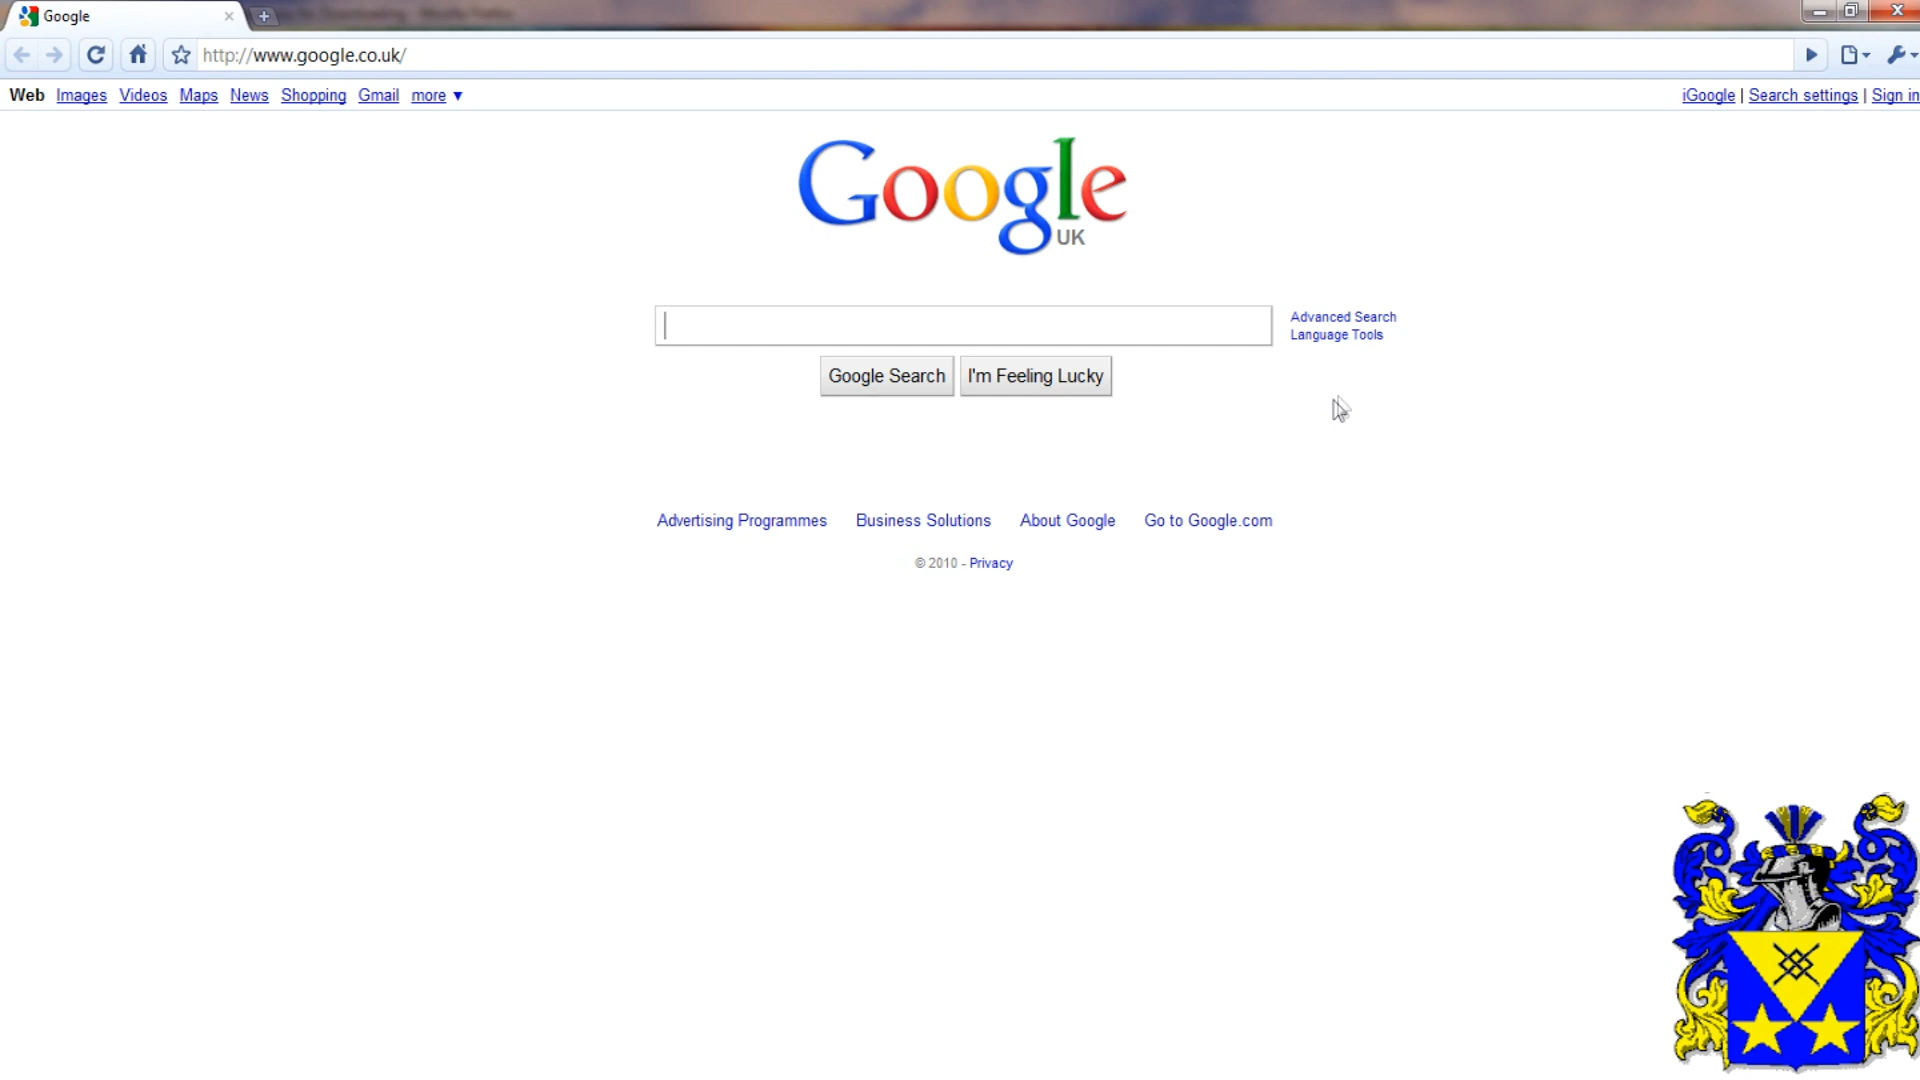 Google
http://www.google.co.uk/
Web Images Videos Maps News Shopping Gmail more ▼
iGoogle | Search settings | Sign in
Google
UK
Advanced Search
Language Tools
Google Search I'm Feeling Lucky
Advertising Programmes Business Solutions About Google Go to Google.com
© 2010 - Privacy